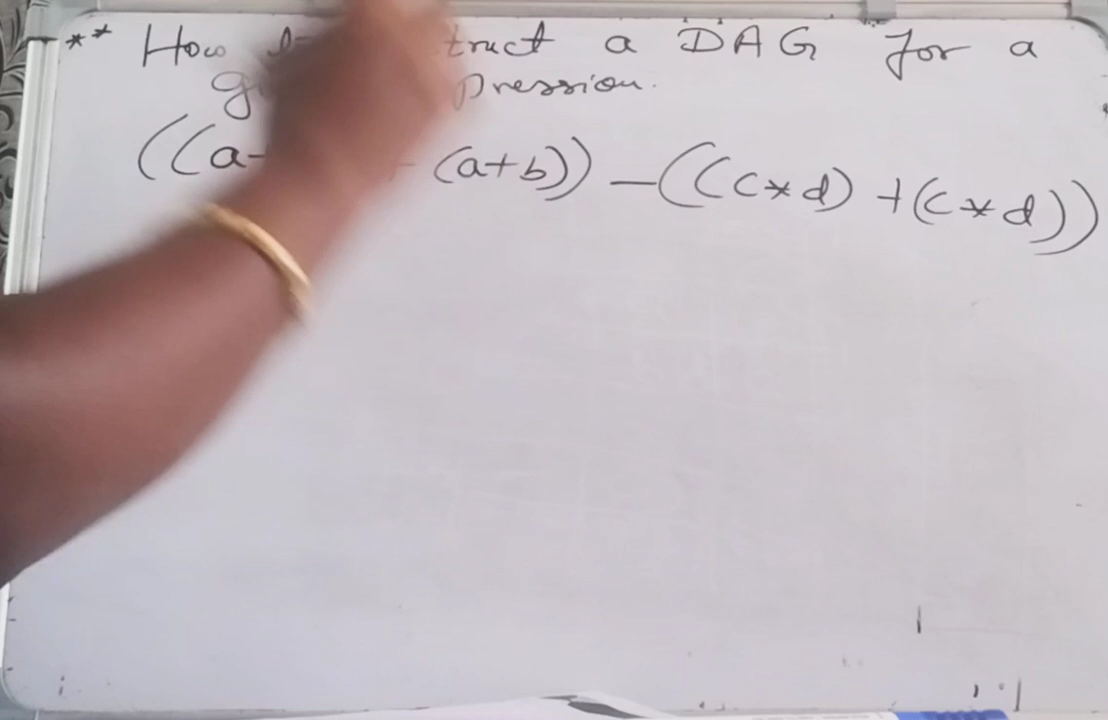 ** How truct a DAG for a
pression.
((a- + (a+b)) - ((c*d) + (c*d))